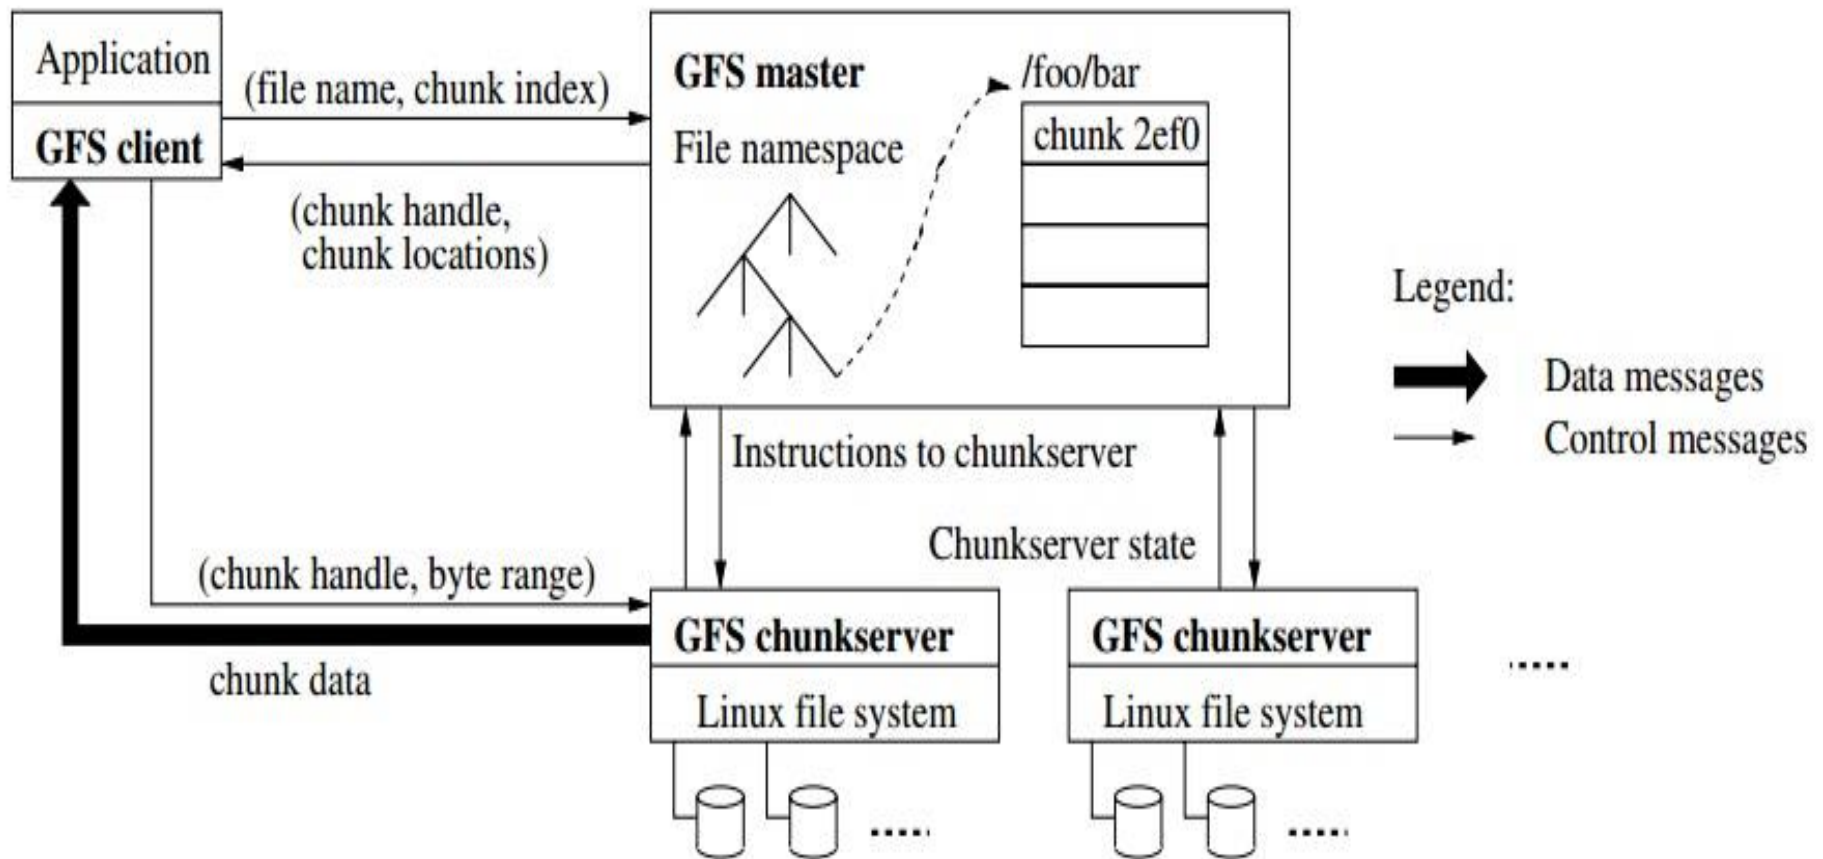 Application
GFS client
(file name, chunk index)
(chunk handle,
chunk locations)
GFS master
File namespace
/foo/bar
chunk 2ef0
Legend:
Data messages
Control messages
Instructions to chunkserver
Chunkserver state
(chunk handle, byte range)
chunk data
GFS chunkserver
Linux file system
GFS chunkserver
Linux file system